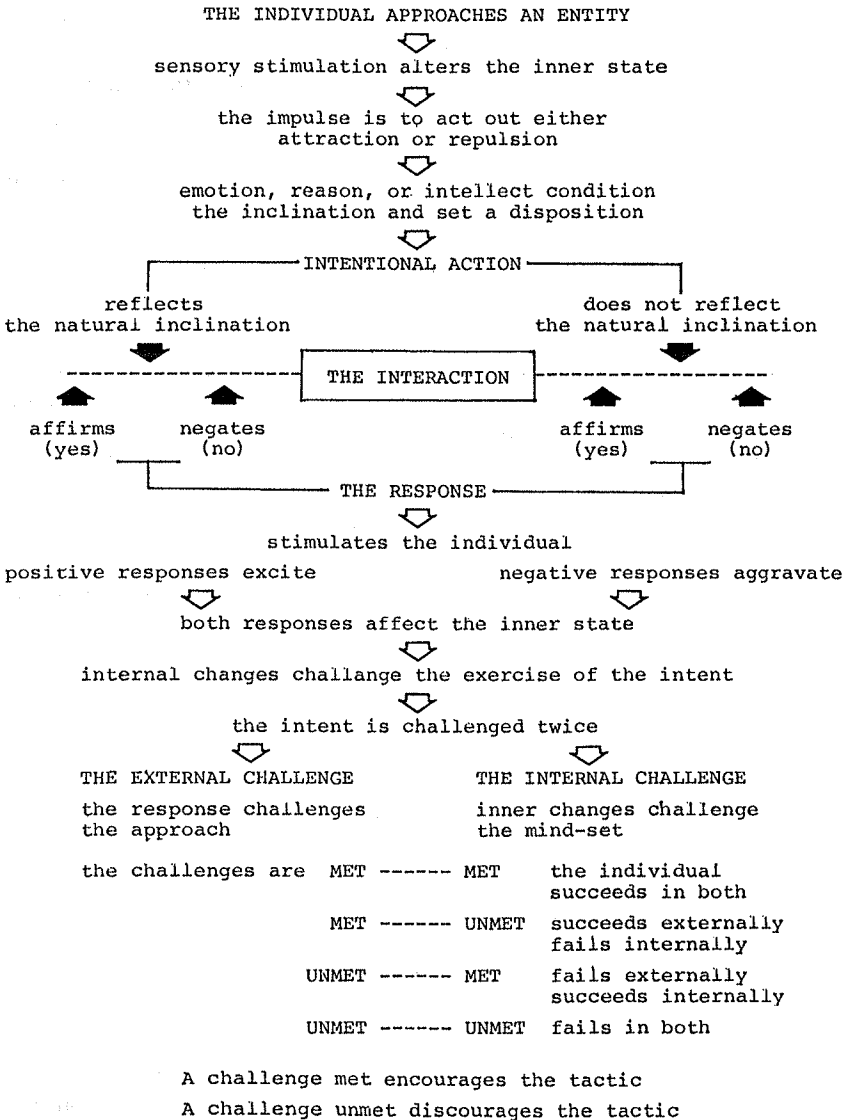 THE INDIVIDUAL APPROACHES AN ENTITY
sensory stimulation alters the inner state
the impulse is to act out either
attraction or repulsion
emotion, reason, or intellect condition
the inclination and set a disposition
INTENTIONAL ACTION
reflects
the natural inclination
does not reflect
the natural inclination
THE INTERACTION
affirms
(yes)
negates
(no)
affirms
(yes)
negates
(no)
THE RESPONSE
stimulates the individual
positive responses excite
negative responses aggravate
both responses affect the inner state
internal changes challange the exercise of the intent
the intent is challenged twice
THE EXTERNAL CHALLENGE
the response challenges
the approach
THE INTERNAL CHALLENGE
inner changes challenge
the mind-set
the challenges are MET ------ MET the individual
succeeds in both
MET ------ UNMET succeeds externally
fails internally
UNMET ------ MET fails externally
succeeds internally
UNMET ------ UNMET fails in both
A challenge met encourages the tactic
A challenge unmet discourages the tactic